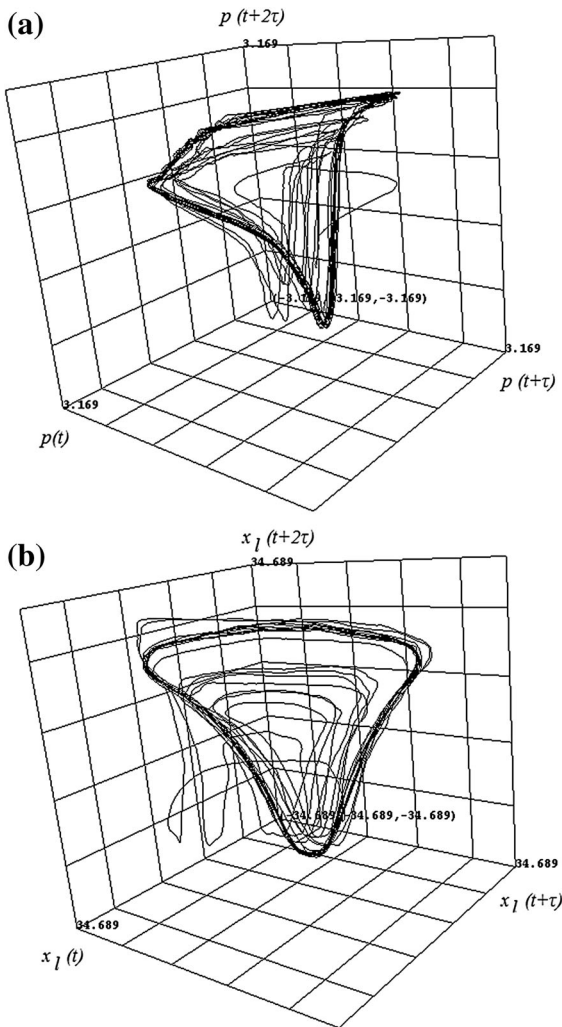 (a)
p (t+2τ)
3.169
3.169
p (t+τ)
3.169
p(t)
(b)
x l (t+2τ)
34.689
(-34.689,-34.689,-34.689)
34.689
x l (t+τ)
34.689
x l (t)